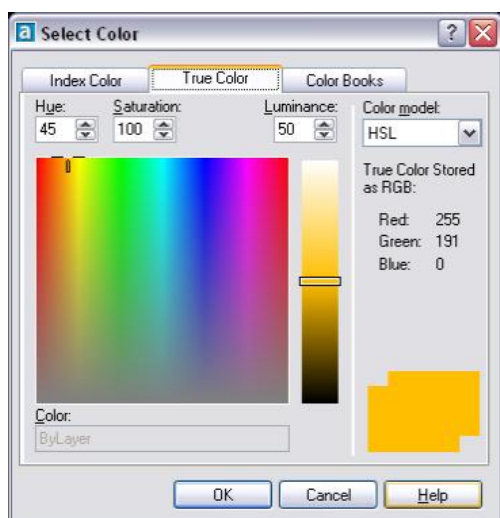 a Select Color ? X
Index Color True Color Color Books
Hue: Saturation: Luminance: Color model:
45 100 50 HSL
True Color Stored
as RGB:
Red: 255
Green: 191
Blue: 0
Color:
ByLayer
OK Cancel Help